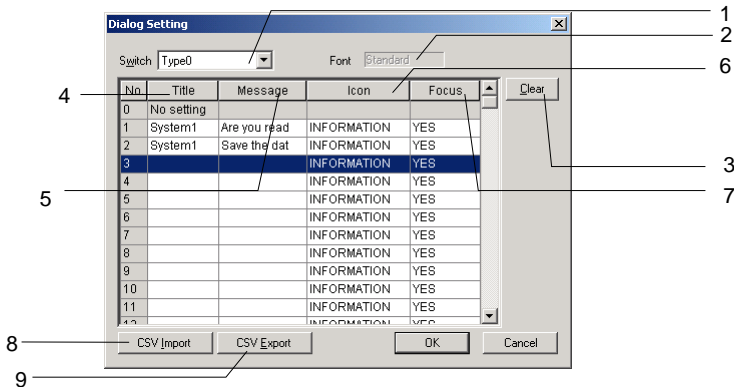 Dialog Setting
1
Switch Type0 Font Standard
2
6
No. Title Message Icon Focus Clear
4
0 No setting
1 System1 Are you read INFORMATION YES
2 System1 Save the dat INFORMATION YES
3 INFORMATION YES
3
4 INFORMATION YES
5 INFORMATION YES
5
7
6 INFORMATION YES
7 INFORMATION YES
8 INFORMATION YES
9 INFORMATION YES
10 INFORMATION YES
11 INFORMATION YES
12 INFORMATION YES
8
CSV Import CSV Export OK Cancel
9